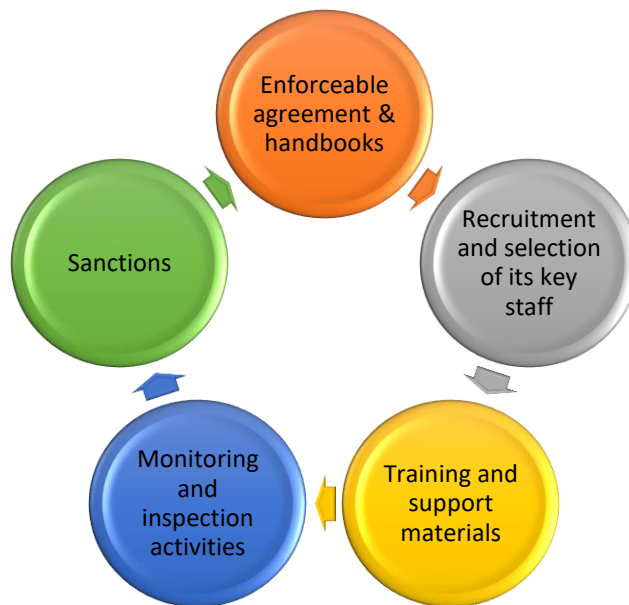 Enforceable
agreement &
handbooks
Recruitment
and selection
of its key
staff
Training and
support
materials
Monitoring
and
inspection
activities
Sanctions